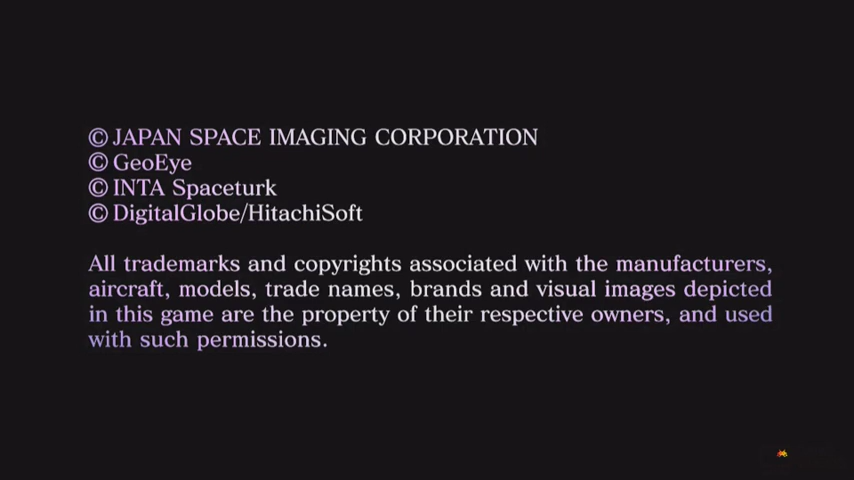 © JAPAN SPACE IMAGING CORPORATION
© GeoEye
© INTA Spaceturk
© DigitalGlobe/HitachiSoft
All trademarks and copyrights associated with the manufacturers,
aircraft, models, trade names, brands and visual images depicted
in this game are the property of their respective owners, and used
with such permissions.